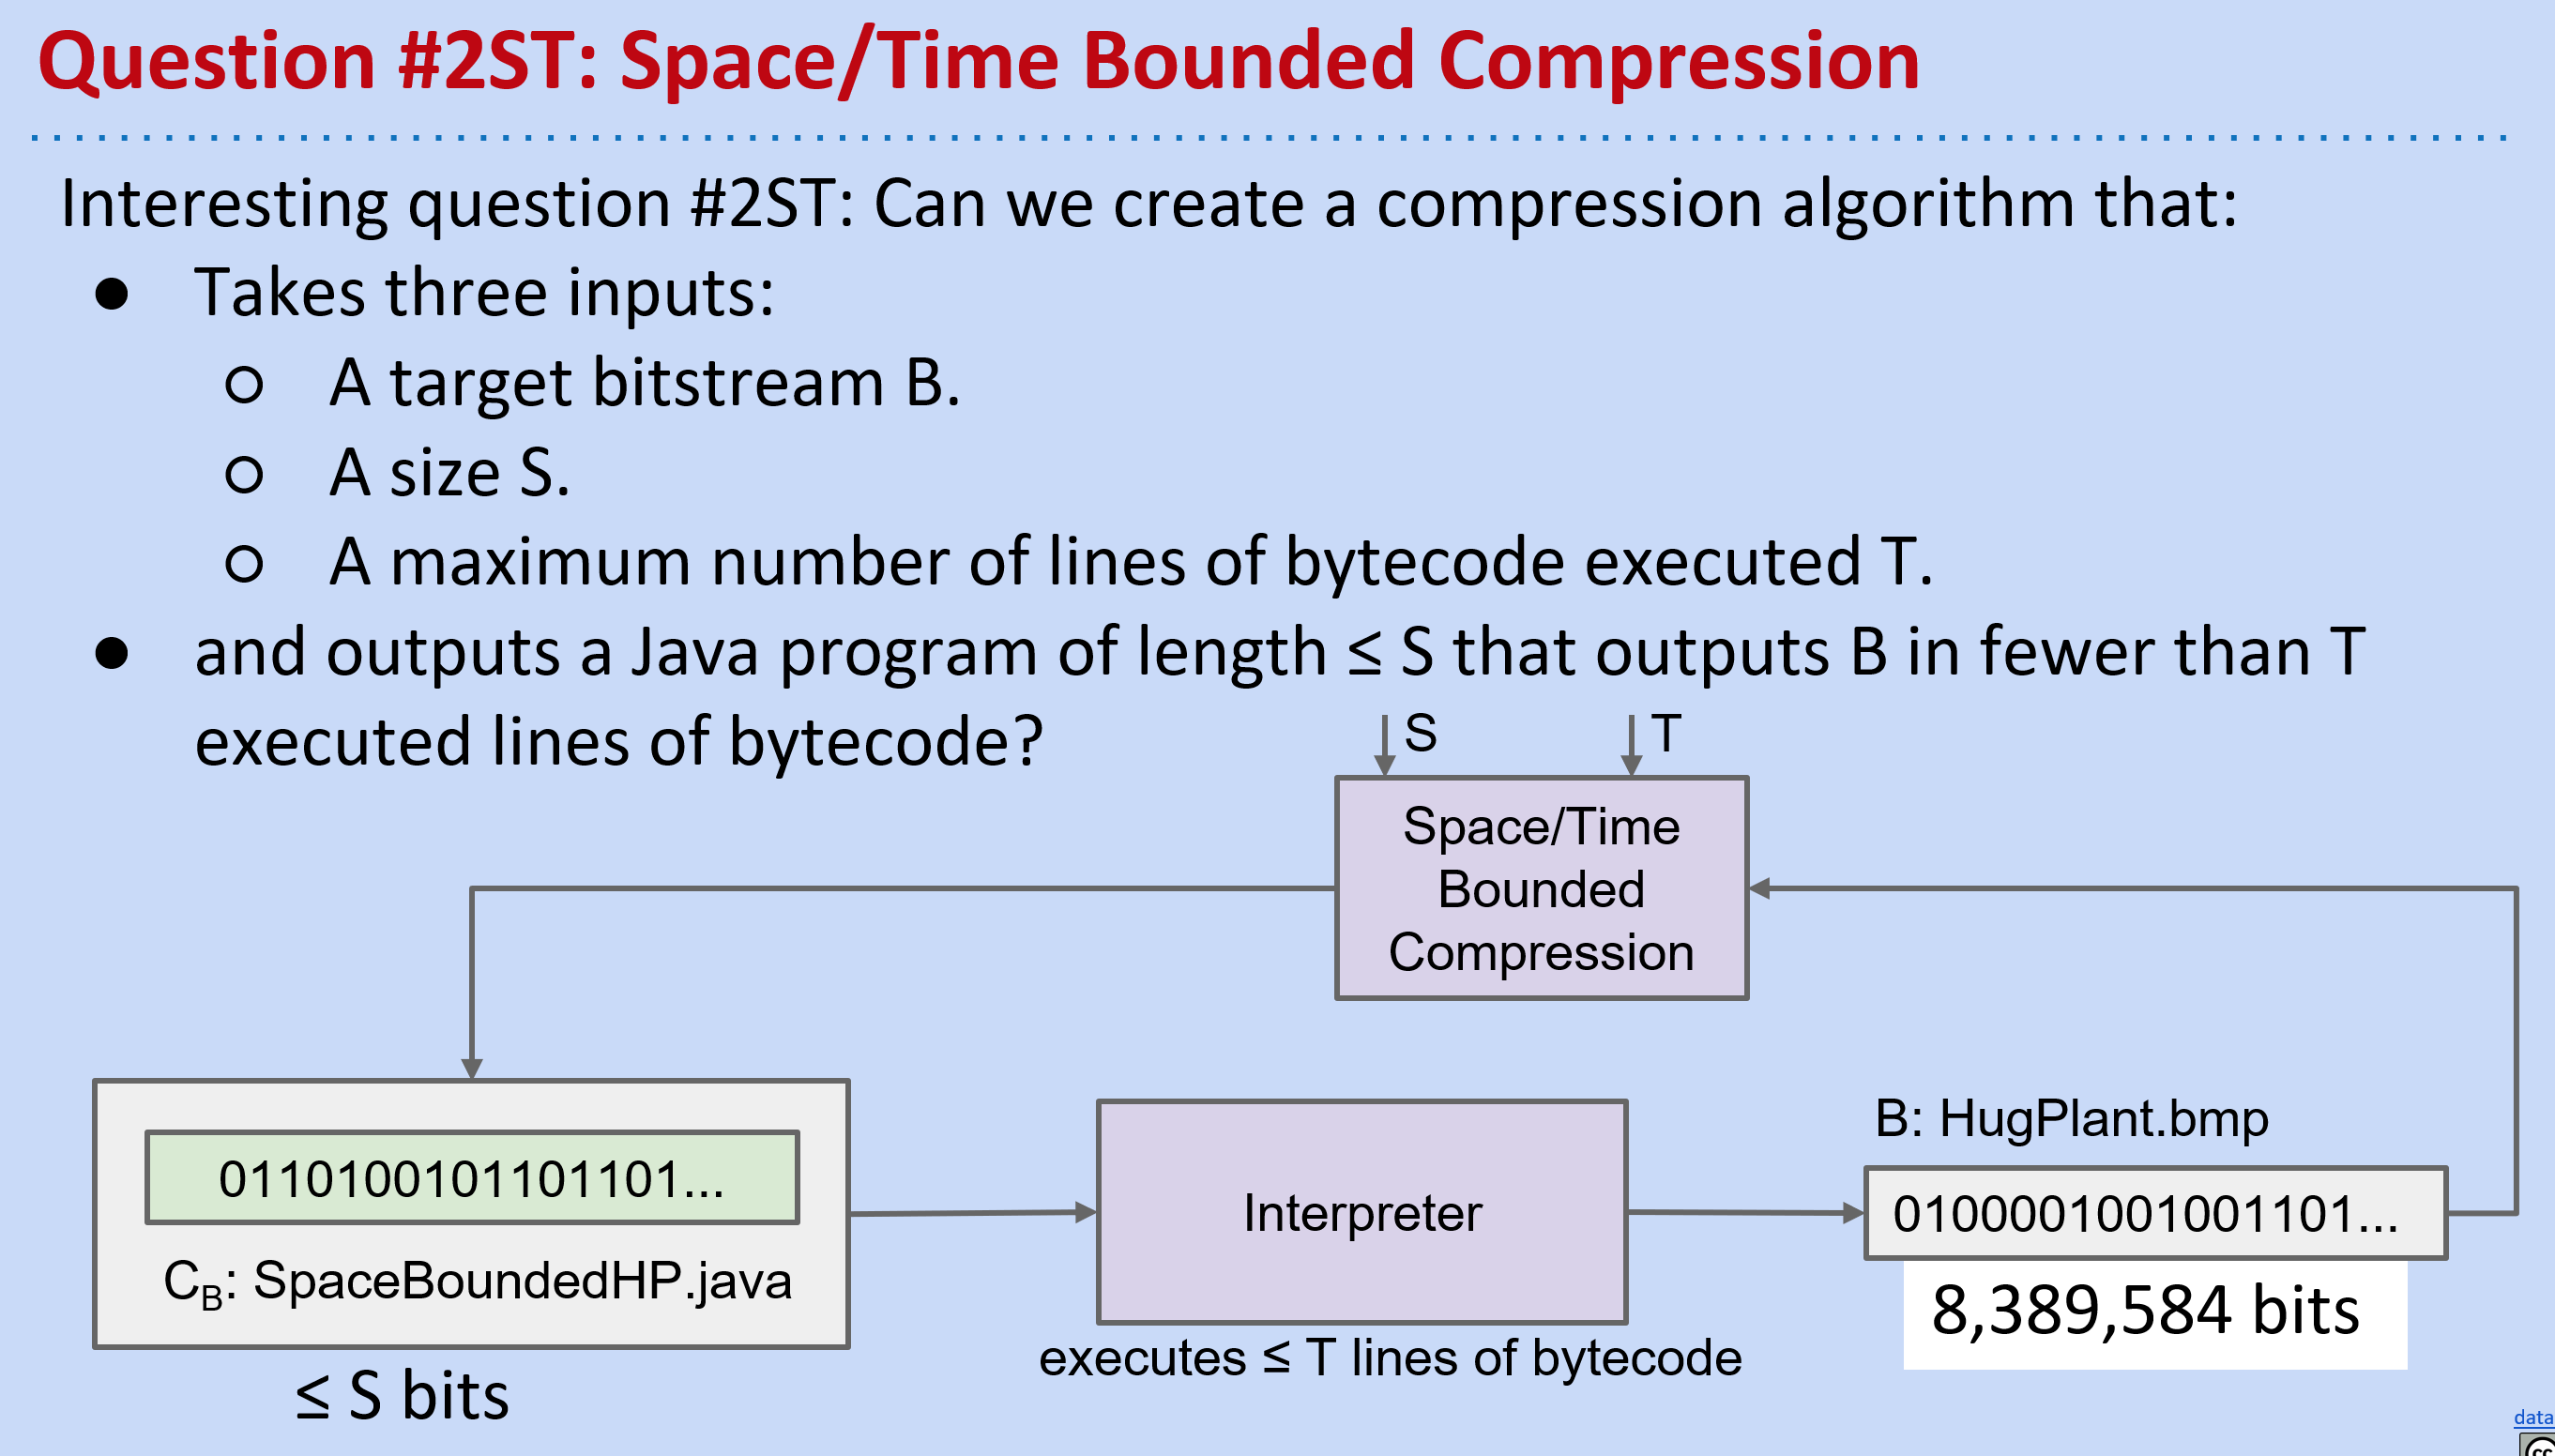 Question #2ST: Space/Time Bounded Compression
Interesting question #2ST: Can we create a compression algorithm that:
● Takes three inputs:
○ A target bitstream B.
○ A size S.
○ A maximum number of lines of bytecode executed T.
● and outputs a Java program of length ≤ S that outputs B in fewer than T
executed lines of bytecode?
S
T
Space/Time
Bounded
Compression
0110100101101101...
C_B: SpaceBoundedHP.java
≤ S bits
Interpreter
executes ≤ T lines of bytecode
B: HugPlant.bmp
0100001001001101...
8,389,584 bits
data
cc